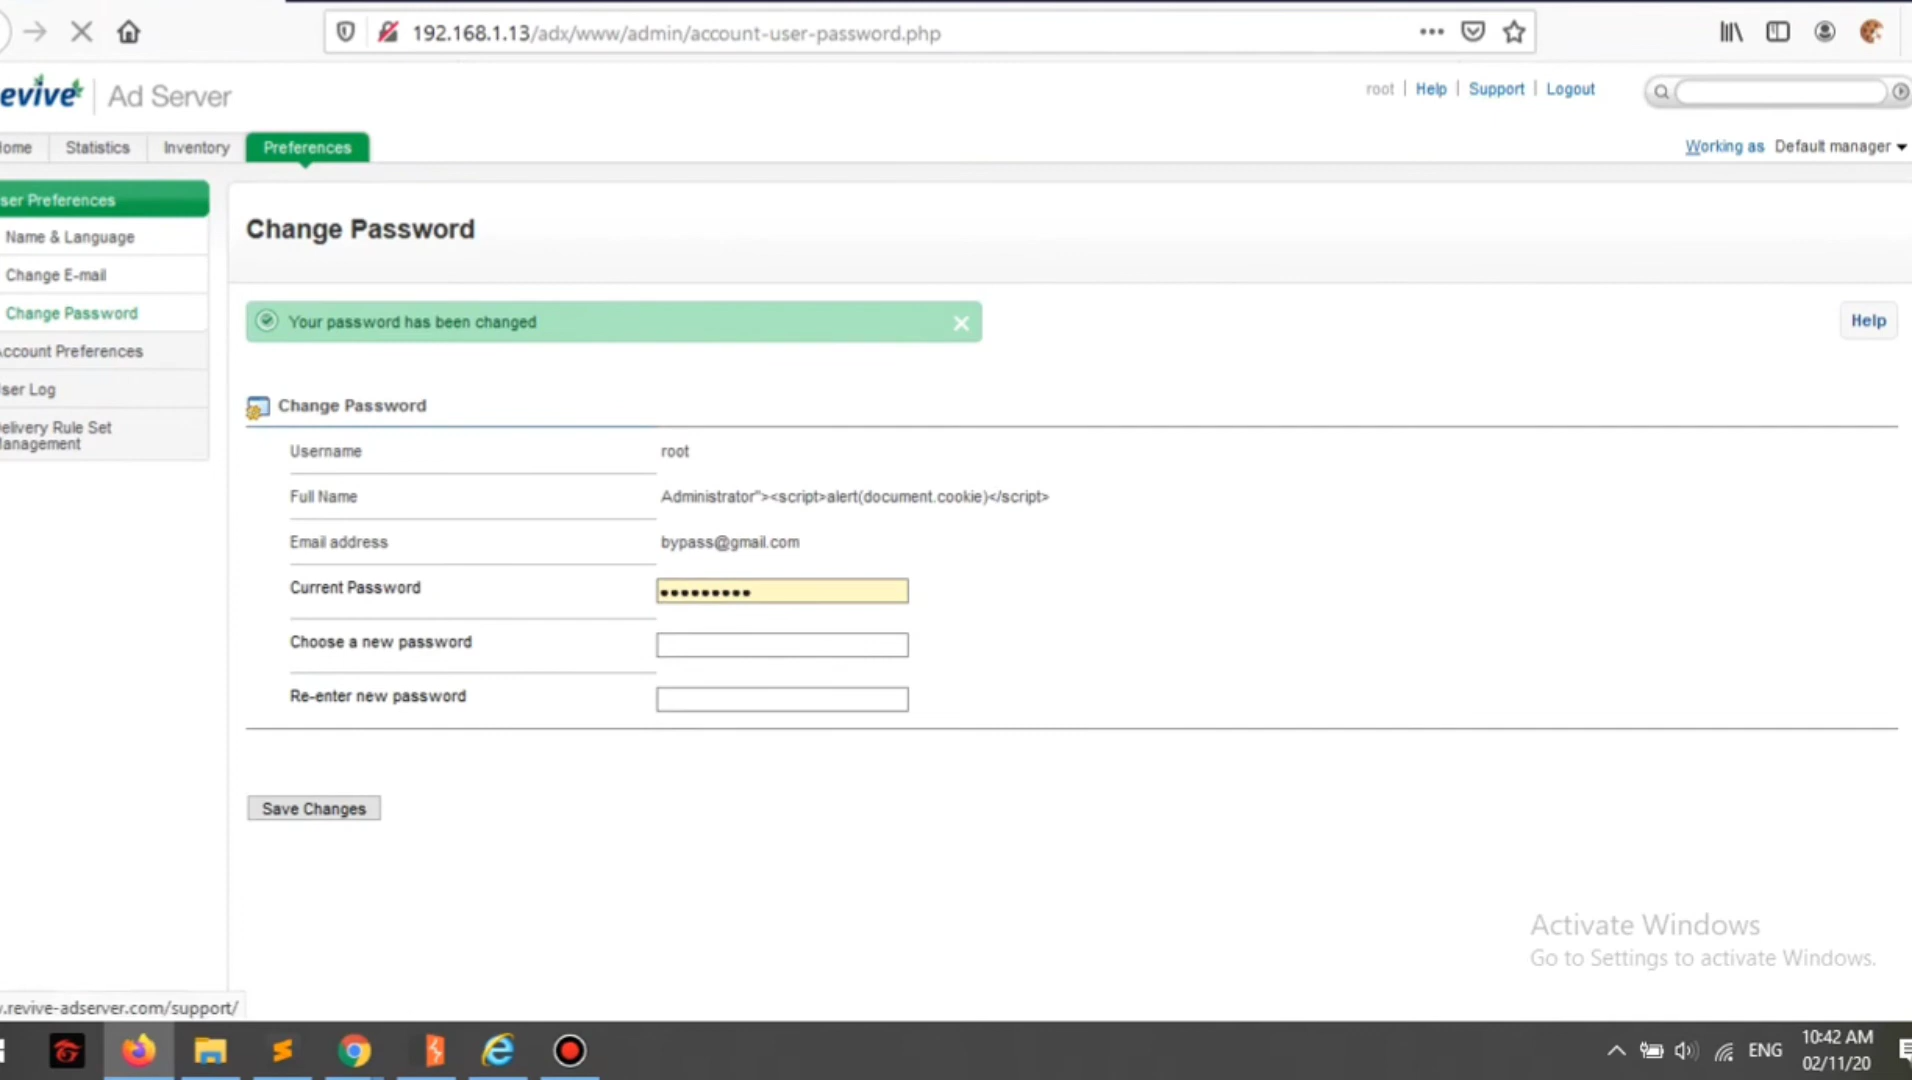 192.168.1.13/adx/www/admin/account-user-password.php
evive Ad Server
root Help Support Logout
ome Statistics Inventory Preferences
Working as Default manager
ser Preferences
Name & Language
Change E-mail
Change Password
ccount Preferences
ser Log
elivery Rule Set
anagement
Change Password
Your password has been changed
Help
Change Password
Username root
Full Name Administrator"><script>alert(document.cookie)</script>
Email address bypass@gmail.com
Current Password
Choose a new password
Re-enter new password
Save Changes
Activate Windows
Go to Settings to activate Windows.
.revive-adserver.com/support/
ENG
10:42 AM
02/11/20